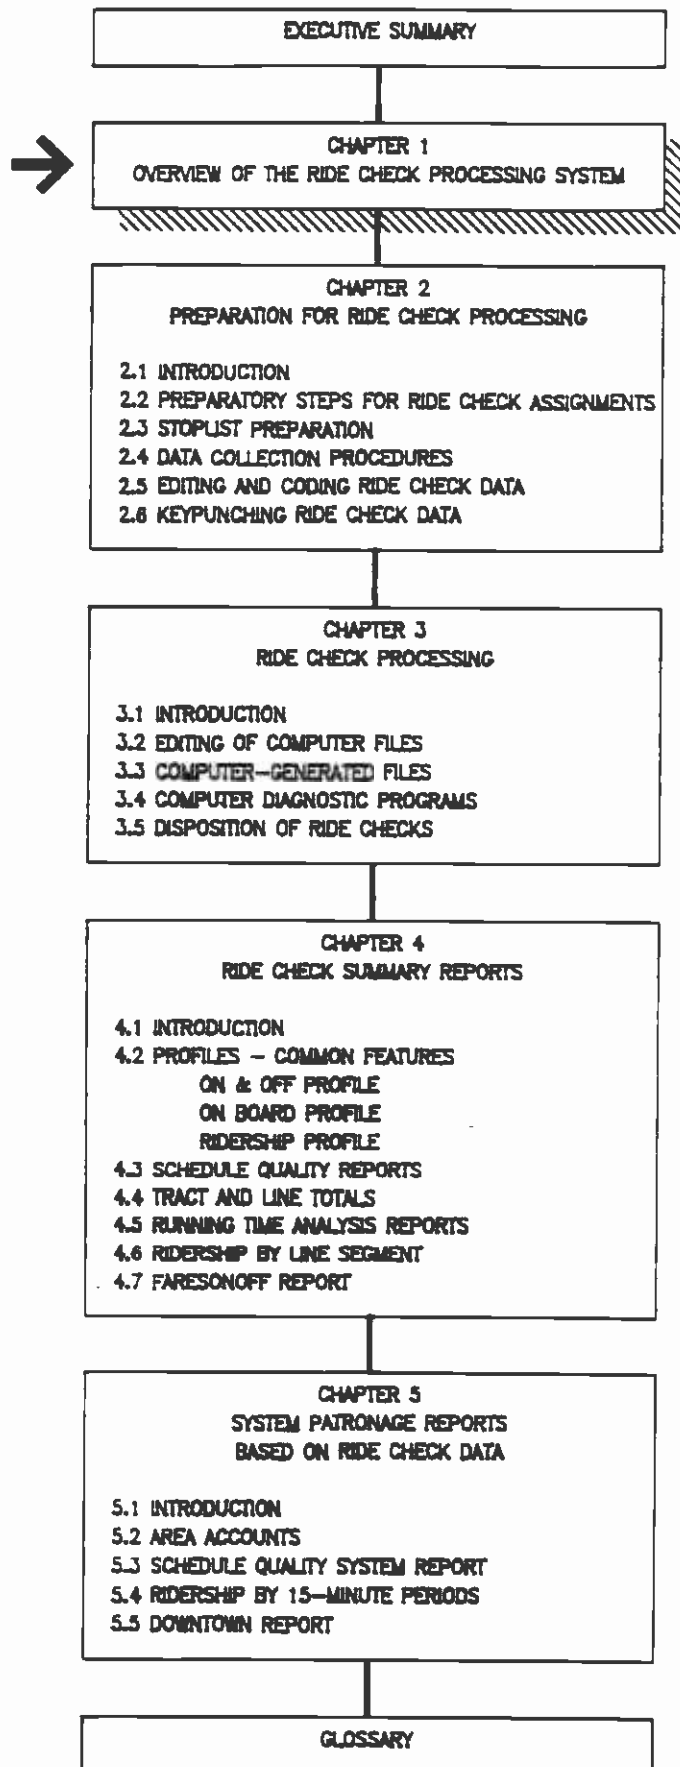 EXECUTIVE SUMMARY
CHAPTER 1
OVERVIEW OF THE RIDE CHECK PROCESSING SYSTEM
CHAPTER 2
PREPARATION FOR RIDE CHECK PROCESSING
2.1 INTRODUCTION
2.2 PREPARATORY STEPS FOR RIDE CHECK ASSIGNMENTS
2.3 STOPLIST PREPARATION
2.4 DATA COLLECTION PROCEDURES
2.5 EDITING AND CODING RIDE CHECK DATA
2.6 KEYPUNCHING RIDE CHECK DATA
CHAPTER 3
RIDE CHECK PROCESSING
3.1 INTRODUCTION
3.2 EDITING OF COMPUTER FILES
3.3 COMPUTER-GENERATED FILES
3.4 COMPUTER DIAGNOSTIC PROGRAMS
3.5 DISPOSITION OF RIDE CHECKS
CHAPTER 4
RIDE CHECK SUMMARY REPORTS
4.1 INTRODUCTION
4.2 PROFILES - COMMON FEATURES
ON & OFF PROFILE
ON BOARD PROFILE
RIDERSHIP PROFILE
4.3 SCHEDULE QUALITY REPORTS
4.4 TRACT AND LINE TOTALS
4.5 RUNNING TIME ANALYSIS REPORTS
4.6 RIDERSHIP BY LINE SEGMENT
4.7 FARESONOFF REPORT
CHAPTER 5
SYSTEM PATRONAGE REPORTS
BASED ON RIDE CHECK DATA
5.1 INTRODUCTION
5.2 AREA ACCOUNTS
5.3 SCHEDULE QUALITY SYSTEM REPORT
5.4 RIDERSHIP BY 15-MINUTE PERIODS
5.5 DOWNTOWN REPORT
GLOSSARY